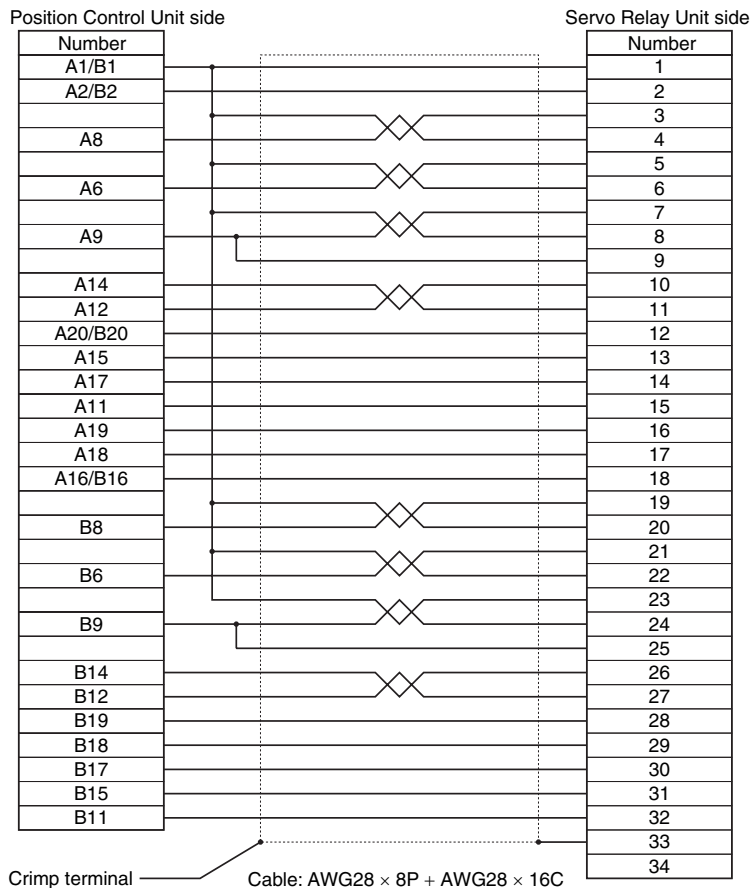 Position Control Unit side Servo Relay Unit side
Number Number
A1/B1 1
A2/B2 2
3
A8 4
5
A6 6
7
A9 8
9
A14 10
A12 11
A20/B20 12
A15 13
A17 14
A11 15
A19 16
A18 17
A16/B16 18
19
B8 20
21
B6 22
23
B9 24
25
B14 26
B12 27
B19 28
B18 29
B17 30
B15 31
B11 32
33
34
Crimp terminal Cable: AWG28 × 8P + AWG28 × 16C